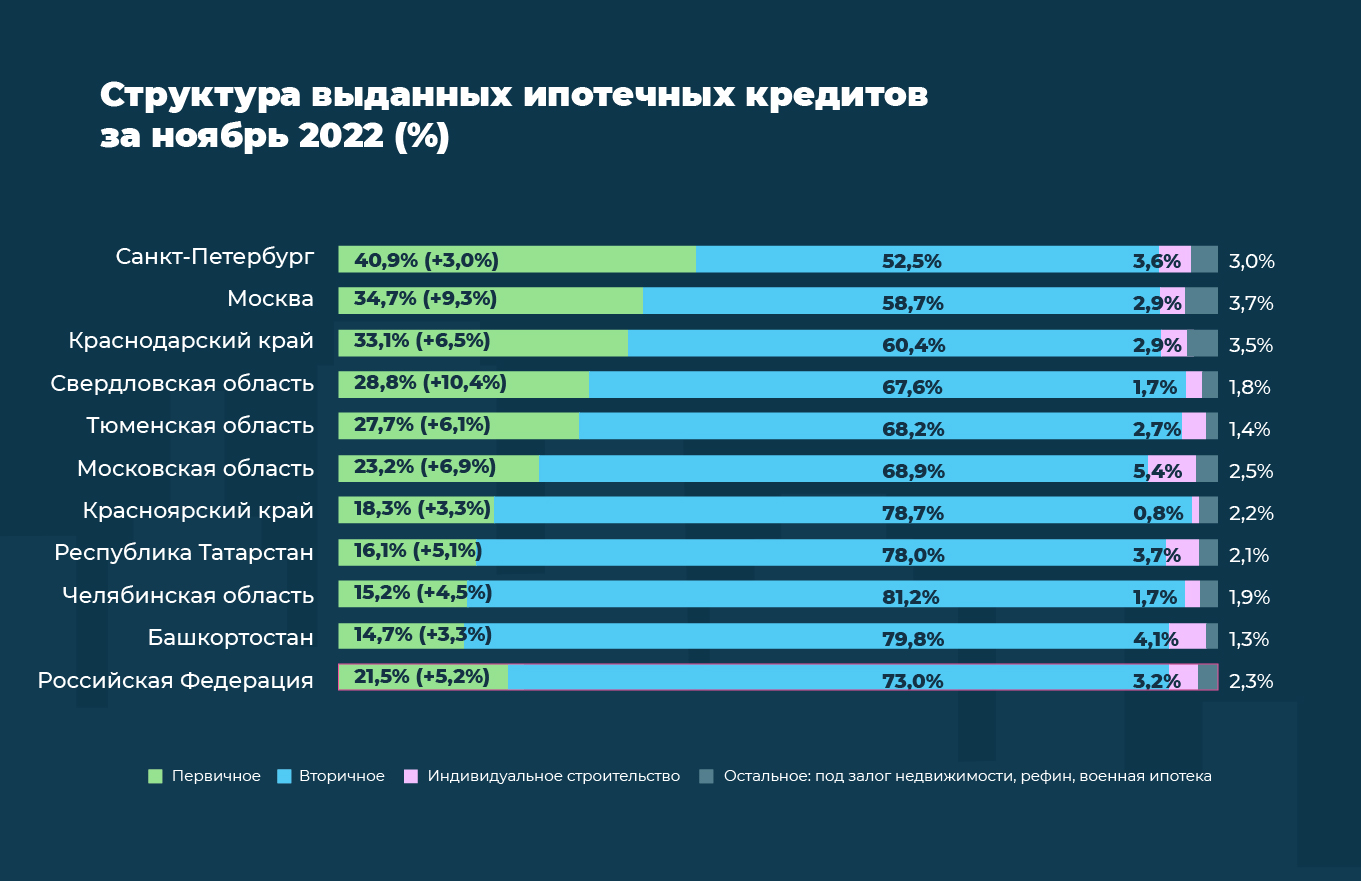 Структура выданных ипотечных кредитов
за ноябрь 2022 (%)
Санкт-Петербург 40,9% (+3,0%) 52,5% 3,6% 3,0%
Москва 34,7% (+9,3%) 58,7% 2,9% 3,7%
Краснодарский край 33,1% (+6,5%) 60,4% 2,9% 3,5%
Свердловская область 28,8% (+10,4%) 67,6% 1,7% 1,8%
Тюменская область 27,7% (+6,1%) 68,2% 2,7% 1,4%
Московская область 23,2% (+6,9%) 68,9% 5,4% 2,5%
Красноярский край 18,3% (+3,3%) 78,7% 0,8% 2,2%
Республика Татарстан 16,1% (+5,1%) 78,0% 3,7% 2,1%
Челябинская область 15,2% (+4,5%) 81,2% 1,7% 1,9%
Башкортостан 14,7% (+3,3%) 79,8% 4,1% 1,3%
Российская Федерация 21,5% (+5,2%) 73,0% 3,2% 2,3%
Первичное Вторичное Индивидуальное строительство Остальное: под залог недвижимости, рефин, военная ипотека